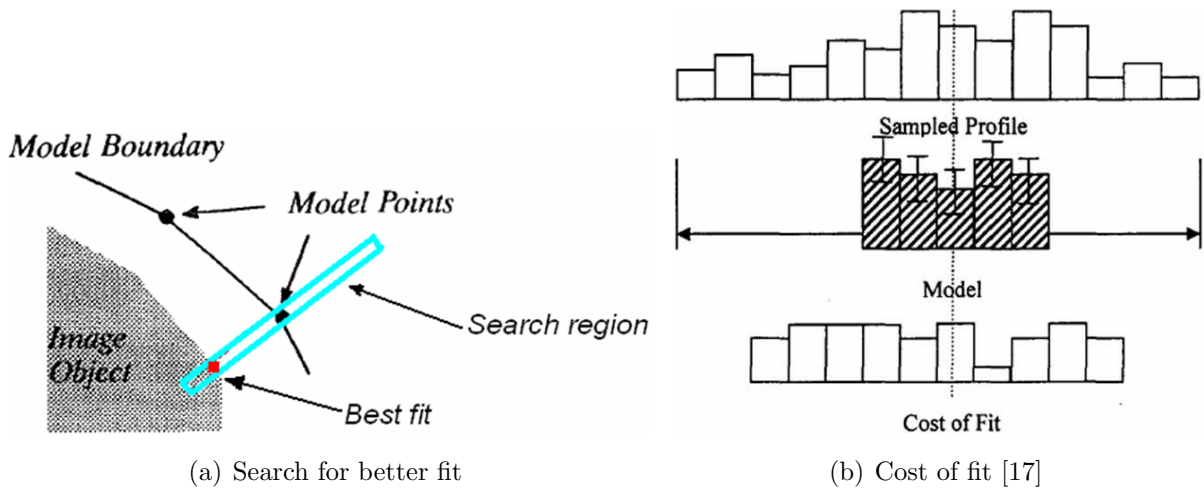 Model Boundary
Model Points
Image
Object
Search region
Best fit
(a) Search for better fit
Sampled Profile
Model
Cost of Fit
(b) Cost of fit [17]